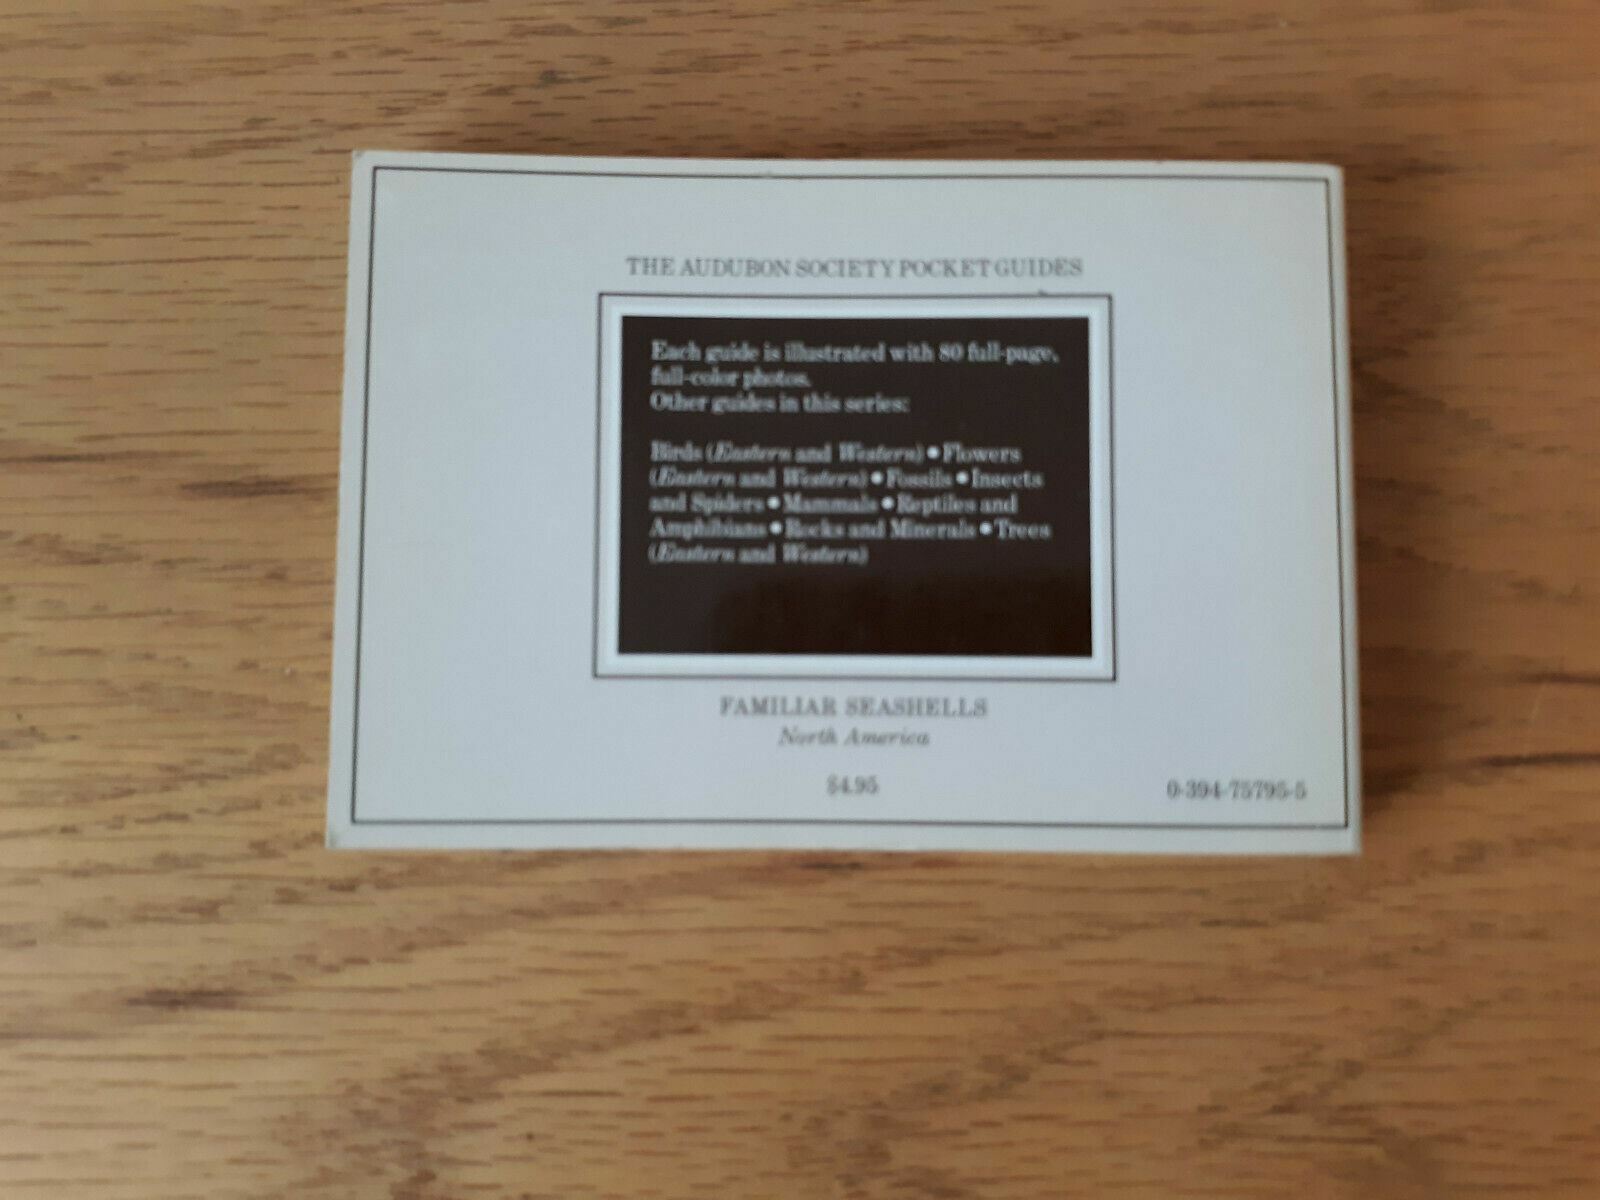 THE AUDUBON SOCIETY POCKET GUIDES
Each guide is illustrated with 80 full-page,
full-color photos.
Other guides in this series:
Birds (Eastern and Western) • Flowers
(Eastern and Western) • Fossils • Insects
and Spiders • Mammals • Reptiles and
Amphibians • Rocks and Minerals • Trees
(Eastern and Western)
FAMILIAR SEASHELLS
North America
$4.95
0-394-75795-5